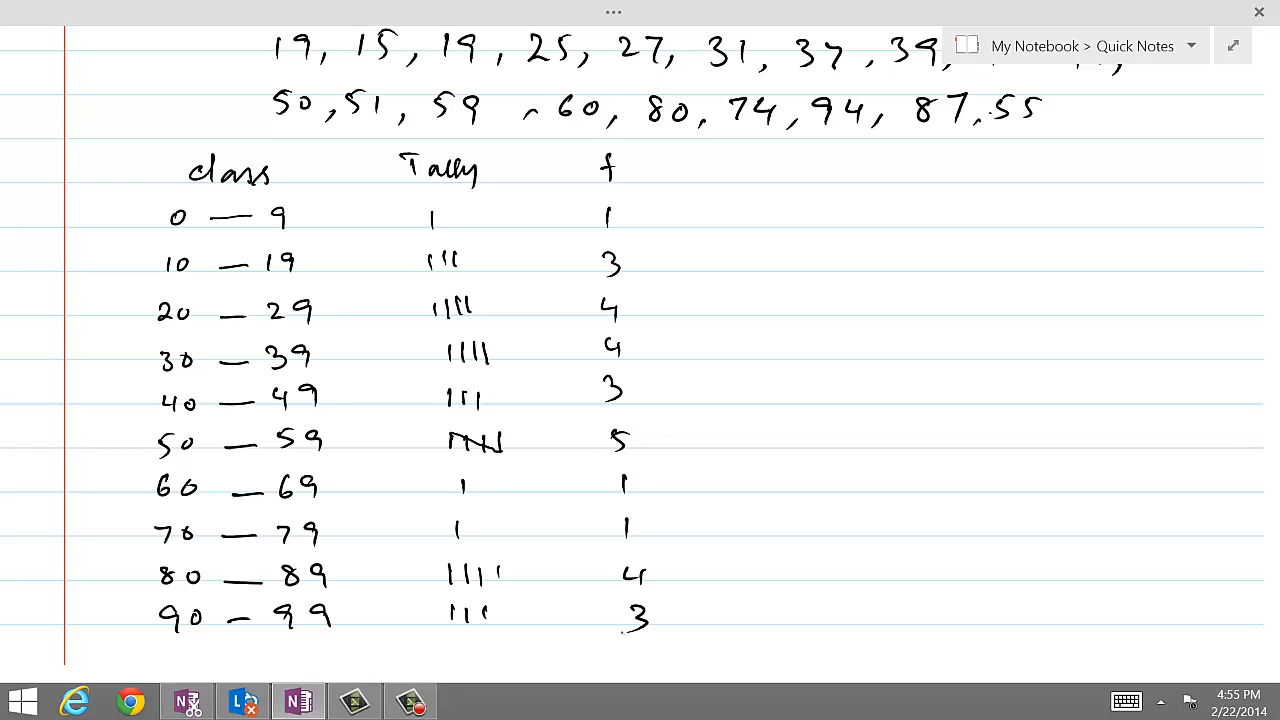 19, 15, 19, 25, 27, 31, 37, 39,
My Notebook > Quick Notes
50, 51, 59, 60, 80, 74, 94, 87, 55
class Tally f
0 — 9 | 1
10 — 19 ||| 3
20 — 29 |||| 4
30 — 39 |||| 4
40 — 49 ||| 3
50 — 59 5
60 — 69 | 1
70 — 79 | 1
80 — 89 |||| 4
90 — 99 ||| 3
4:55 PM
2/22/2014